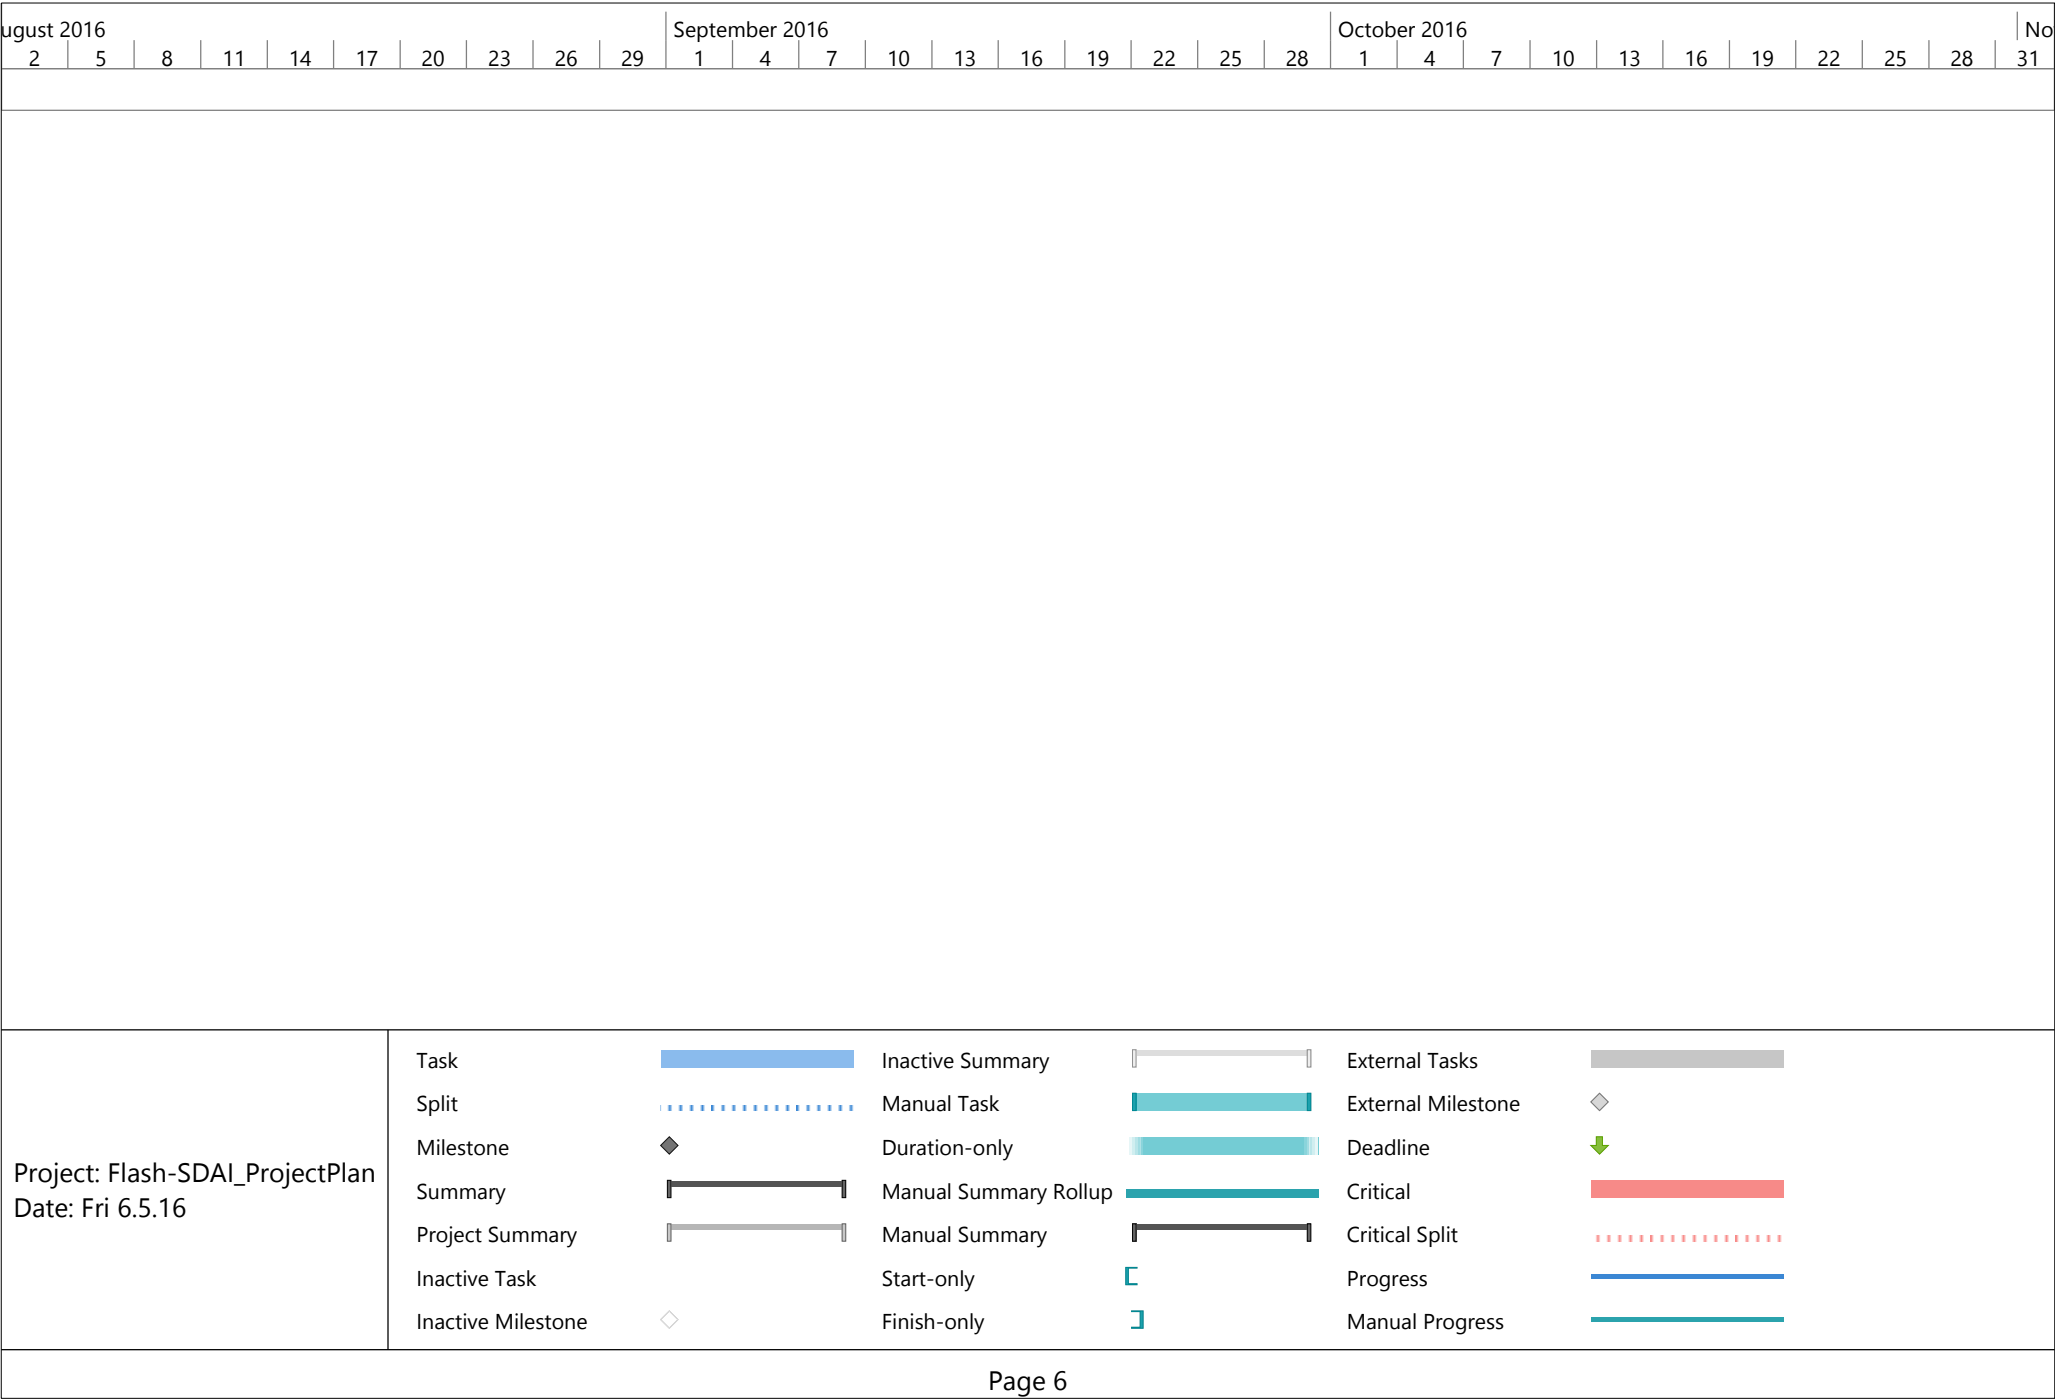 ugust 2016 September 2016 October 2016 No
2 5 8 11 14 17 20 23 26 29 1 4 7 10 13 16 19 22 25 28 1 4 7 10 13 16 19 22 25 28 31
Project: Flash-SDAI_ProjectPlan
Date: Fri 6.5.16
Task
Split
Milestone
Summary
Project Summary
Inactive Task
Inactive Milestone
Inactive Summary
Manual Task
Duration-only
Manual Summary Rollup
Manual Summary
Start-only
Finish-only
External Tasks
External Milestone
Deadline
Critical
Critical Split
Progress
Manual Progress
Page 6